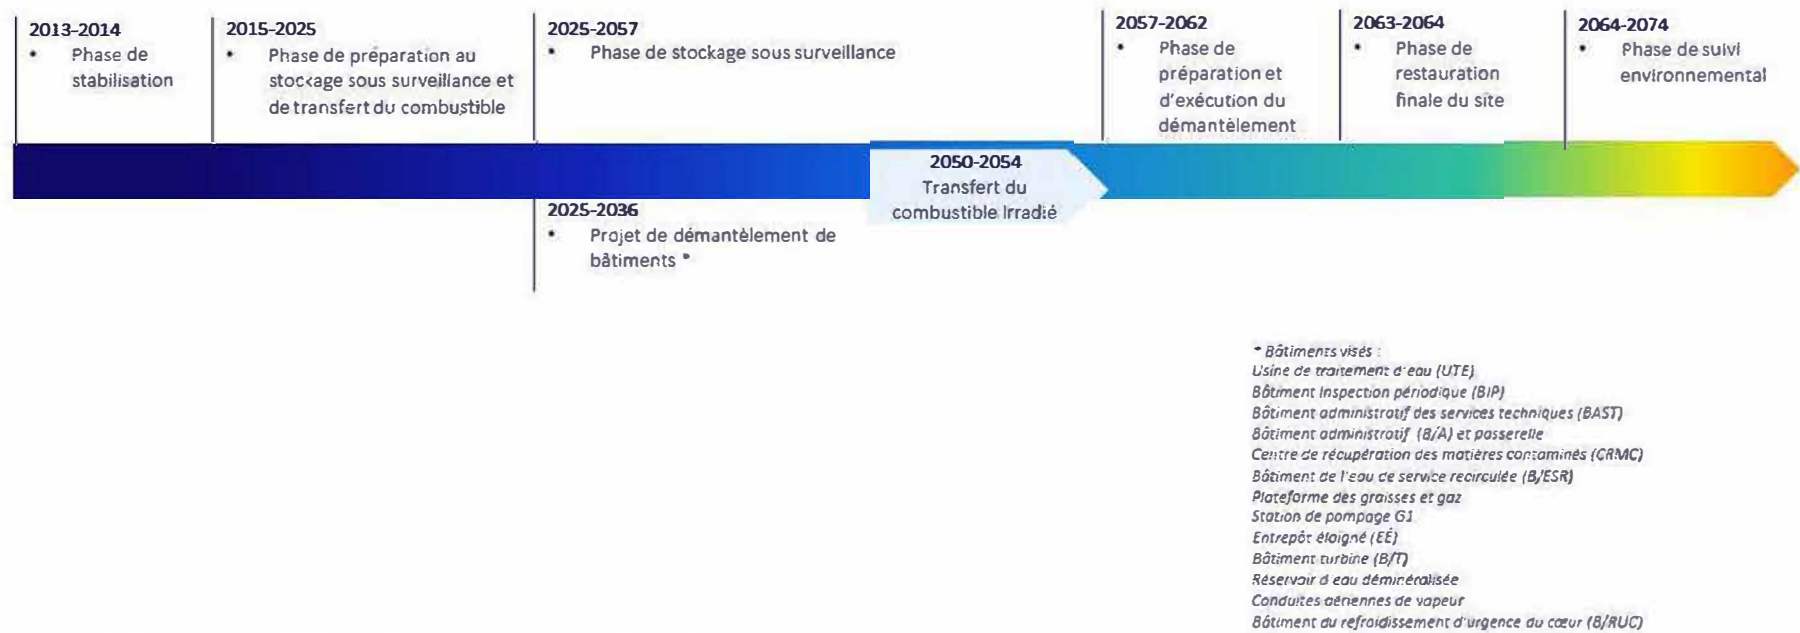 2013-2014
• Phase de
stabilisation
2015-2025
• Phase de préparation au
stockage sous surveillance et
de transfert du combustible
2025-2057
• Phase de stockage sous surveillance
2057-2062
• Phase de
préparation et
d'exécution du
démantèlement
2063-2064
• Phase de
restauration
finale du site
2064-2074
• Phase de suivi
environnemental
2050-2054
Transfert du
combustible Irradié
2025-2036
• Projet de démantèlement de
bâtiments *
* Bâtiments visés :
Usine de traitement d'eau (UTE)
Bâtiment Inspection périodique (BIP)
Bâtiment administratif des services techniques (BAST)
Bâtiment administratif (B/A) et passerelle
Centre de récupération des matières contaminés (CRMC)
Bâtiment de l'eau de service recirculée (B/ESR)
Plateforme des graisses et gaz
Station de pompage G1
Entrepôt éloigné (EÉ)
Bâtiment turbine (B/T)
Réservoir d'eau déminéralisée
Conduites aériennes de vapeur
Bâtiment du refroidissement d'urgence du cœur (B/RUC)